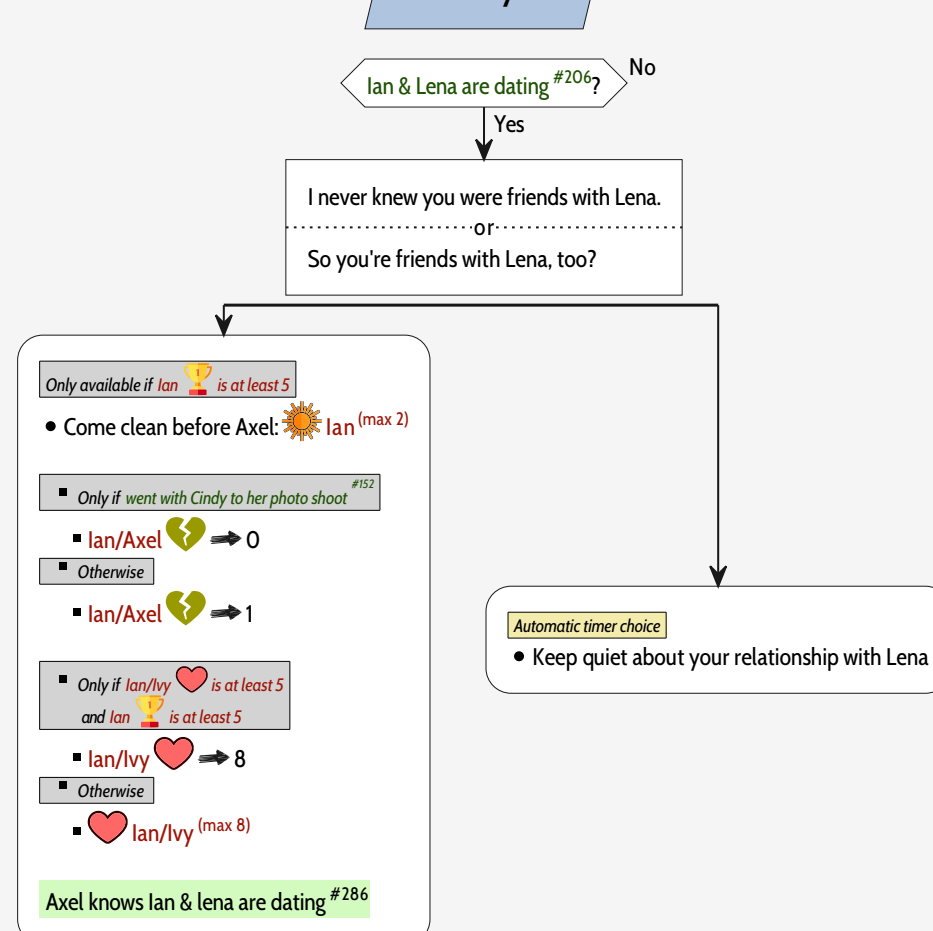 Ian & Lena are dating #206?
No
Yes
I never knew you were friends with Lena.
or
So you're friends with Lena, too?
Only available if Ian 1 is at least 5
Come clean before Axel: Ian (max 2)
Only if went with Cindy to her photo shoot #152
Ian/Axel 0
Otherwise
Ian/Axel 1
Only if Ian/Ivy is at least 5
and Ian 1 is at least 5
Ian/Ivy 8
Otherwise
Ian/Ivy (max 8)
Axel knows Ian & lena are dating #286
Automatic timer choice
Keep quiet about your relationship with Lena